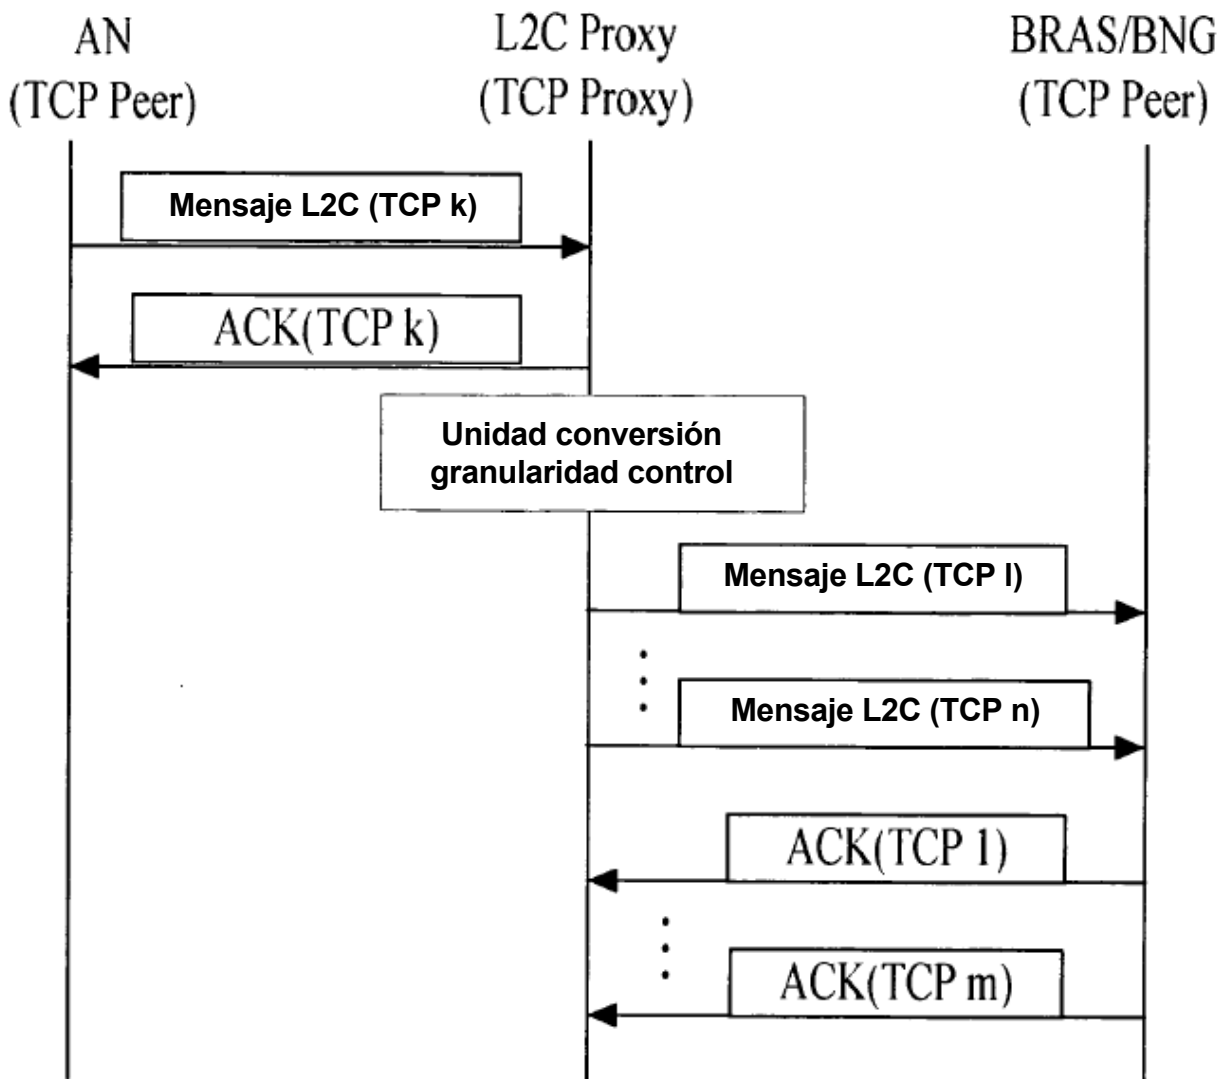 AN
(TCP Peer)
L2C Proxy
(TCP Proxy)
BRAS/BNG
(TCP Peer)
Mensaje L2C (TCP k)
ACK(TCP k)
Unidad conversión
granularidad control
Mensaje L2C (TCP l)
Mensaje L2C (TCP n)
ACK(TCP 1)
ACK(TCP m)